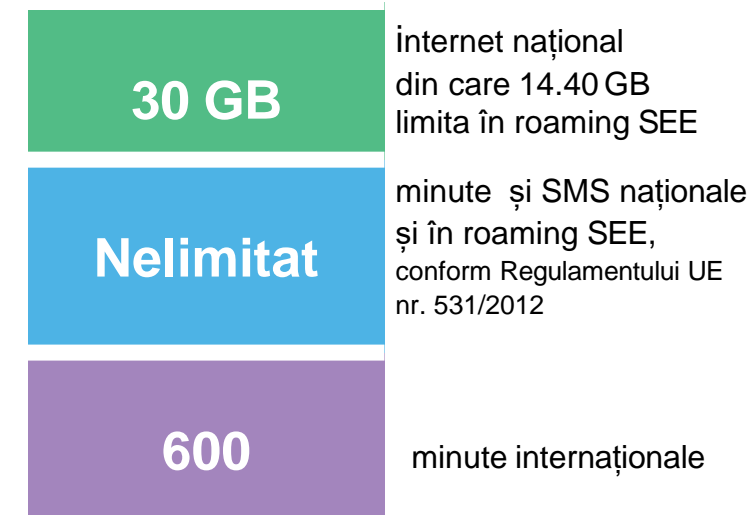 30 GB
internet național
din care 14.40 GB
limita în roaming SEE
Nelimitat
minute și SMS naționale
și în roaming SEE,
conform Regulamentului UE
nr. 531/2012
600
minute internaționale